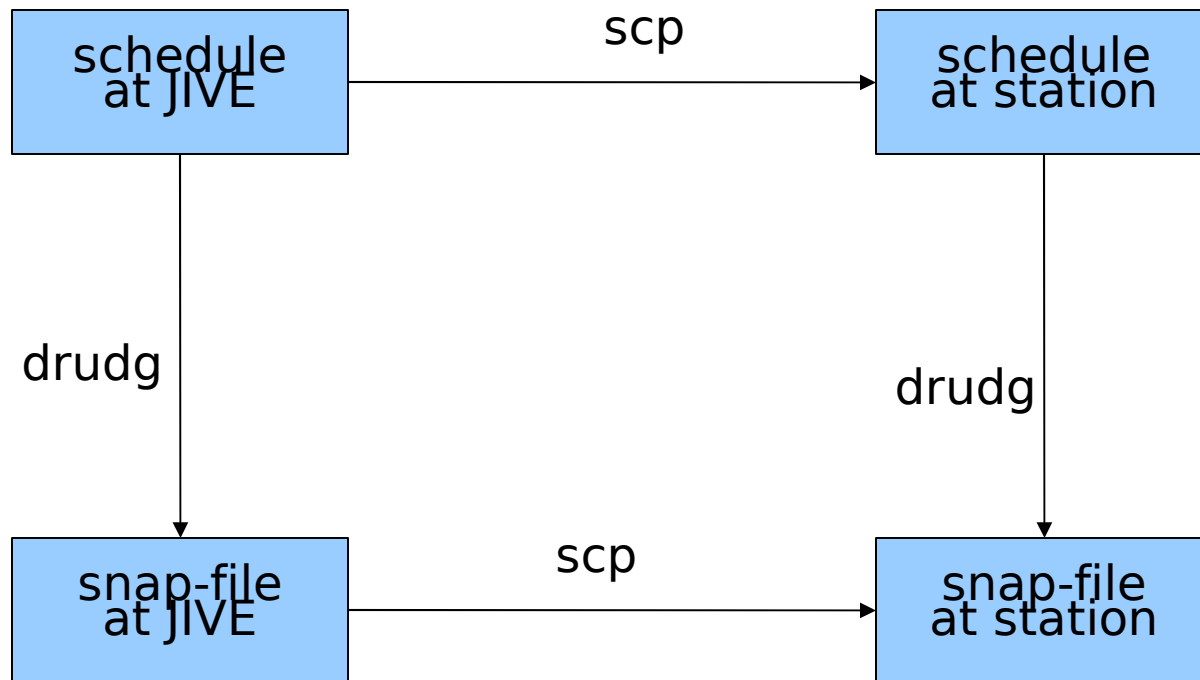 schedule
at JIVE
scp
schedule
at station
drudg
drudg
snap-file
at JIVE
scp
snap-file
at station